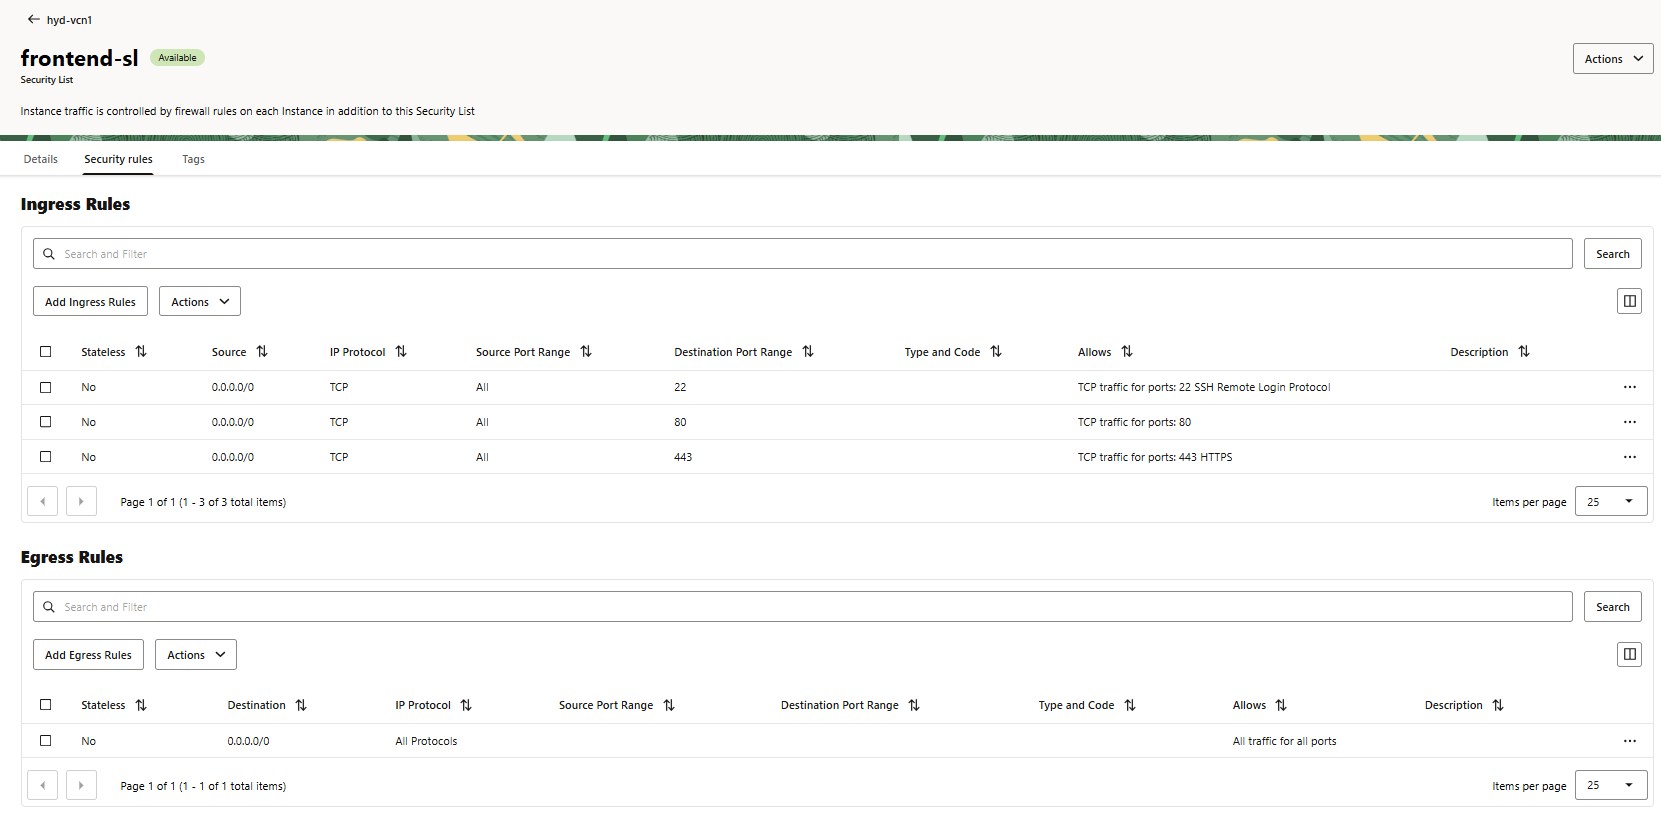 hyd-vcn1
frontend-sl Available
Actions
Security List
Instance traffic is controlled by firewall rules on each Instance in addition to this Security List
Details Security rules Tags
Ingress Rules
Search and Filter Search
Add Ingress Rules Actions
Stateless Source IP Protocol Source Port Range Destination Port Range Type and Code Allows Description
No 0.0.0.0/0 TCP All 22 TCP traffic for ports: 22 SSH Remote Login Protocol
No 0.0.0.0/0 TCP All 80 TCP traffic for ports: 80
No 0.0.0.0/0 TCP All 443 TCP traffic for ports: 443 HTTPS
Page 1 of 1 (1 - 3 of 3 total items) Items per page 25
Egress Rules
Search and Filter Search
Add Egress Rules Actions
Stateless Destination IP Protocol Source Port Range Destination Port Range Type and Code Allows Description
No 0.0.0.0/0 All Protocols All traffic for all ports
Page 1 of 1 (1 - 1 of 1 total items) Items per page 25